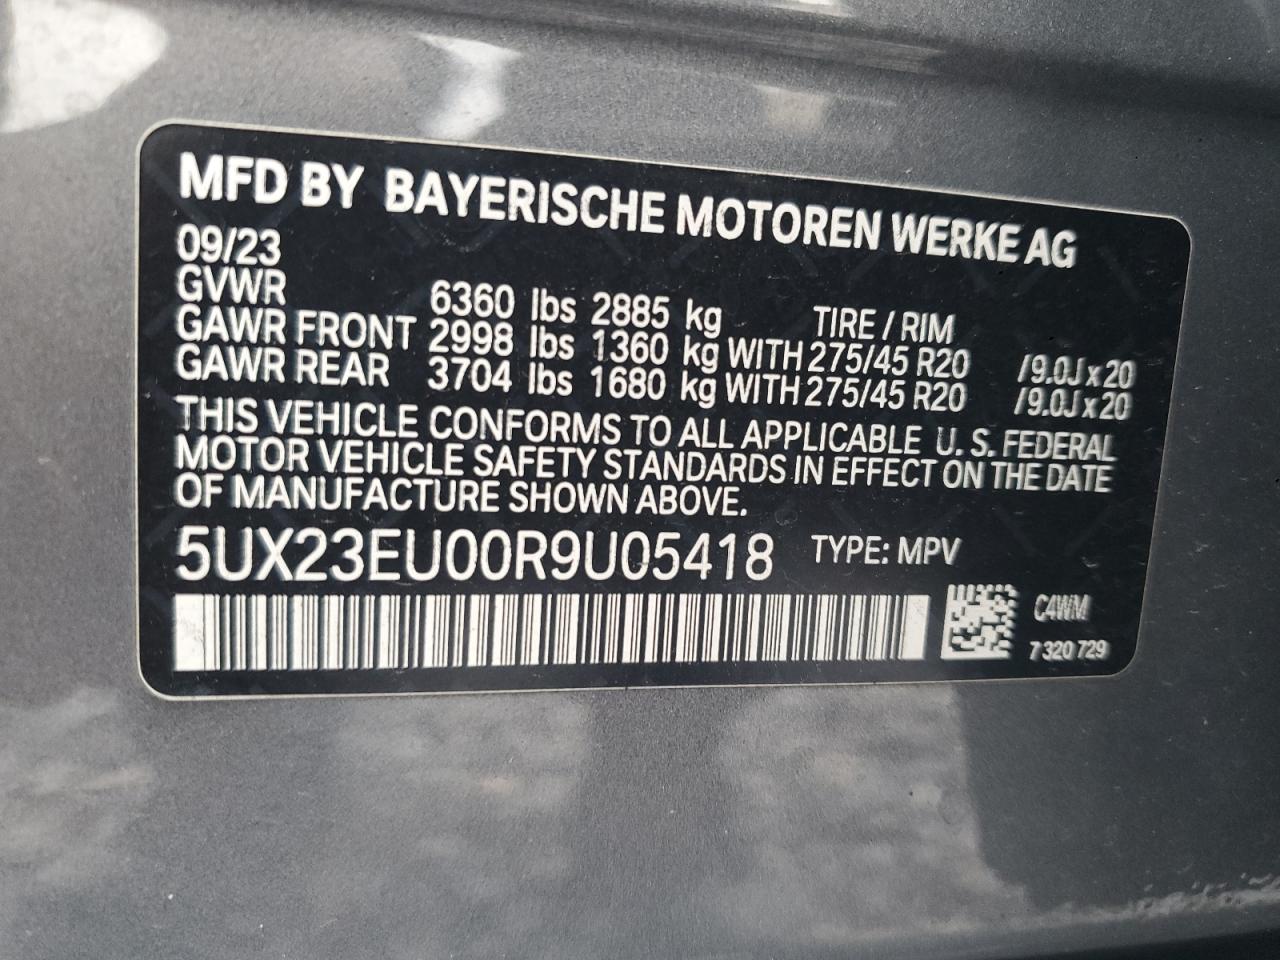 MFD BY BAYERISCHE MOTOREN WERKE AG
09/23
GVWR 6360 lbs 2885 kg TIRE / RIM
GAWR FRONT 2998 lbs 1360 kg WITH 275/45 R20 /9.0J x 20
GAWR REAR 3704 lbs 1680 kg WITH 275/45 R20 /9.0J x 20
THIS VEHICLE CONFORMS TO ALL APPLICABLE U. S. FEDERAL
MOTOR VEHICLE SAFETY STANDARDS IN EFFECT ON THE DATE
OF MANUFACTURE SHOWN ABOVE.
5UX23EU00R9U05418 TYPE: MPV
C4WM
7 320 729